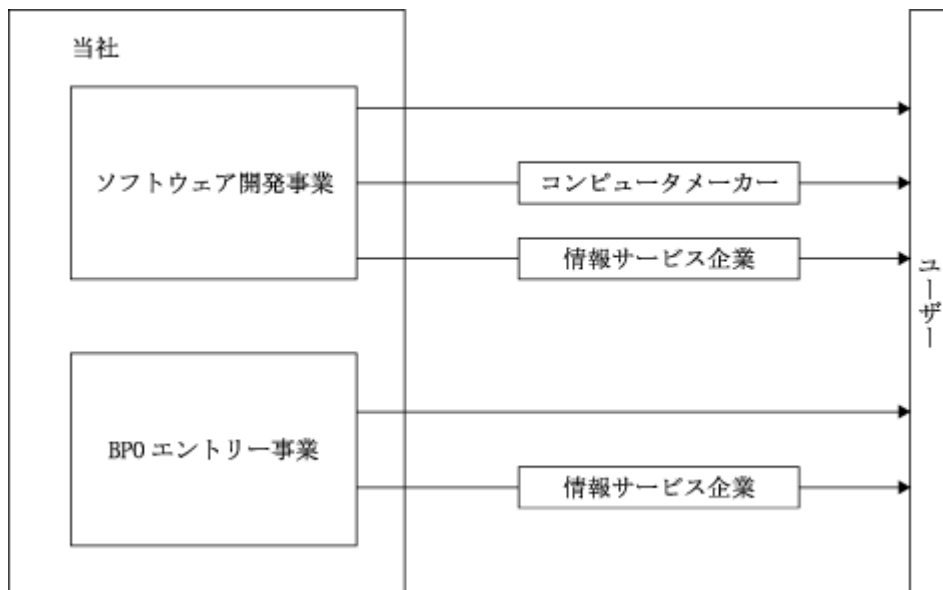 当社
ソフトウェア開発事業
コンピュータメーカー
情報サービス企業
ユーザー
BPOエントリー事業
情報サービス企業